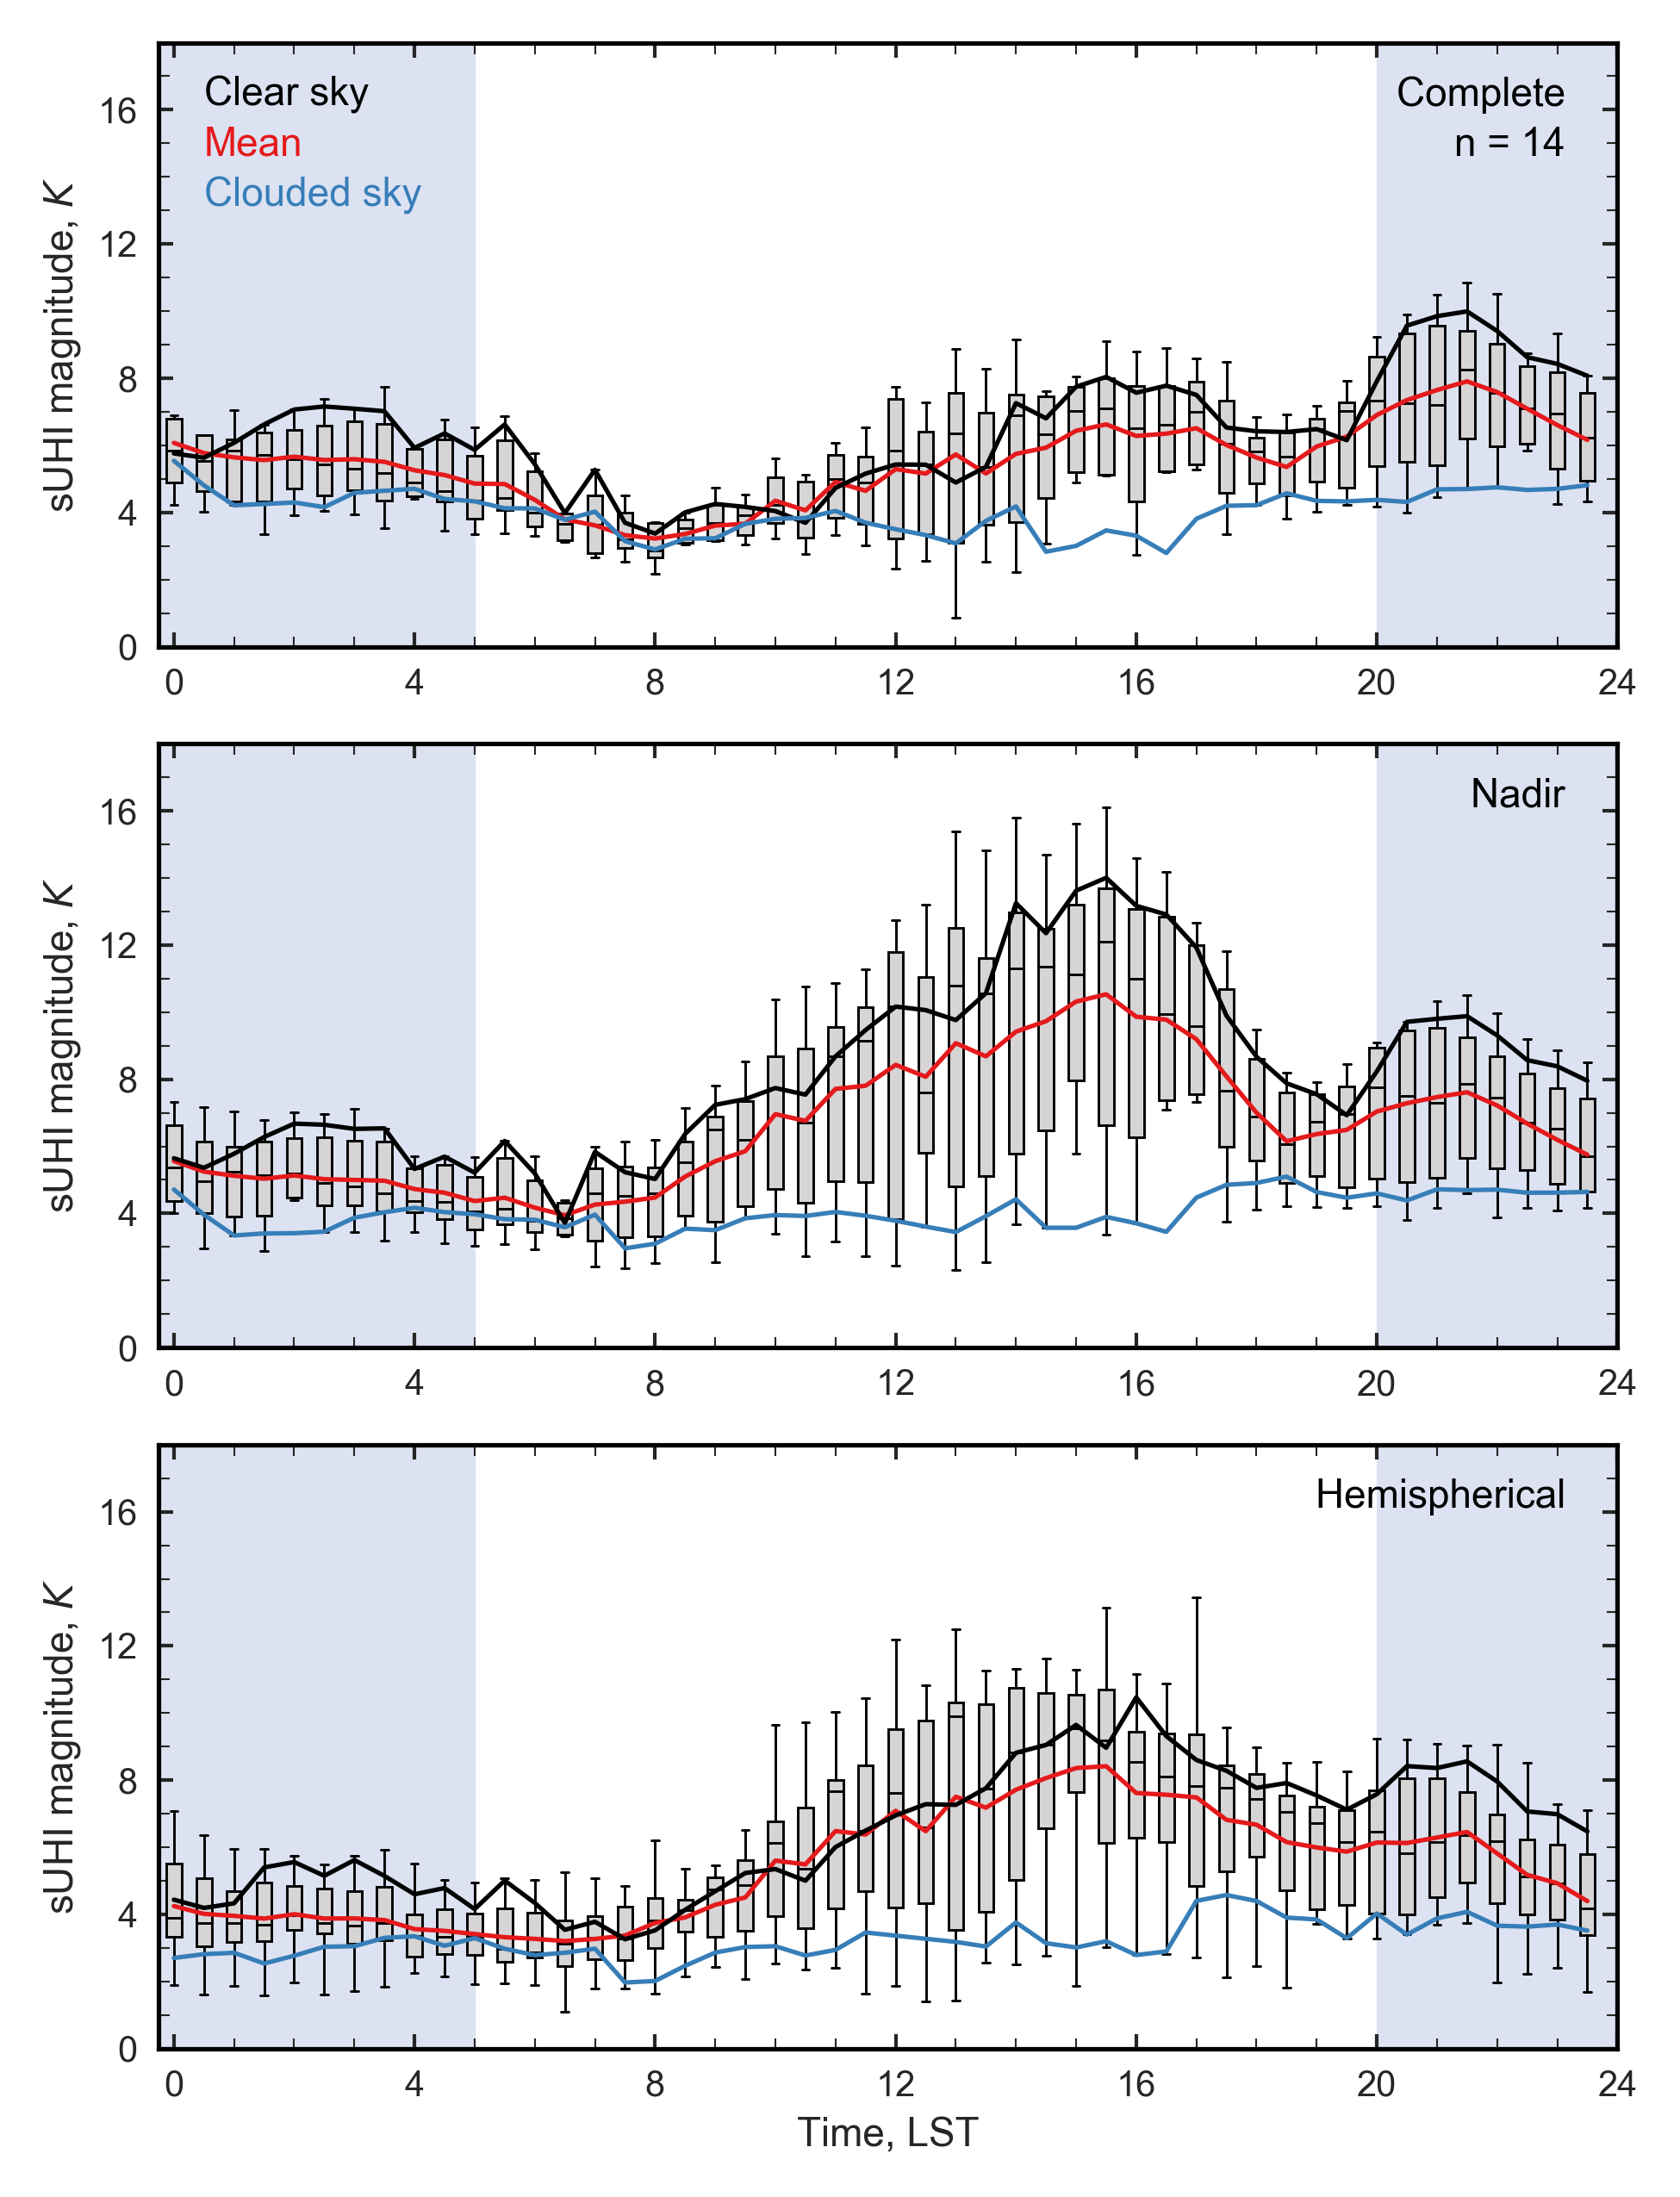 Clear sky
Mean
Clouded sky
Complete
n = 14
sUHI magnitude, K
16
12
8
4
0
0 4 8 12 16 20 24
Nadir
sUHI magnitude, K
16
12
8
4
0
0 4 8 12 16 20 24
Hemispherical
sUHI magnitude, K
16
12
8
4
0
0 4 8 12 16 20 24
Time, LST